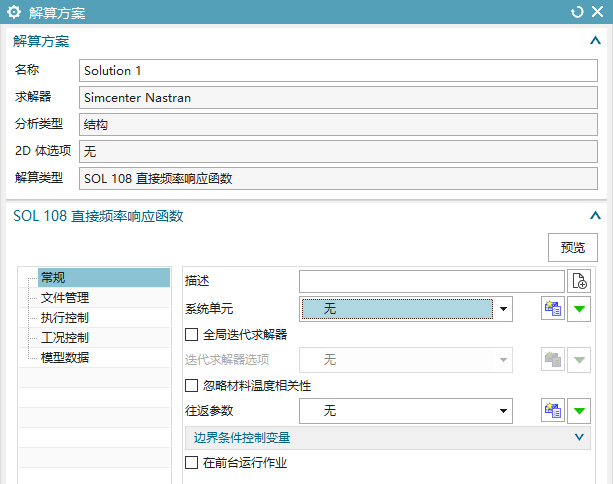 解算方案
解算方案
名称 Solution 1
求解器 Simcenter Nastran
分析类型 结构
2D 体选项 无
解算类型 SOL 108 直接频率响应函数
SOL 108 直接频率响应函数
预览
常规
文件管理
执行控制
工况控制
模型数据
描述
系统单元 无
全局迭代求解器
迭代求解器选项 无
忽略材料温度相关性
往返参数 无
边界条件控制变量
在前台运行作业